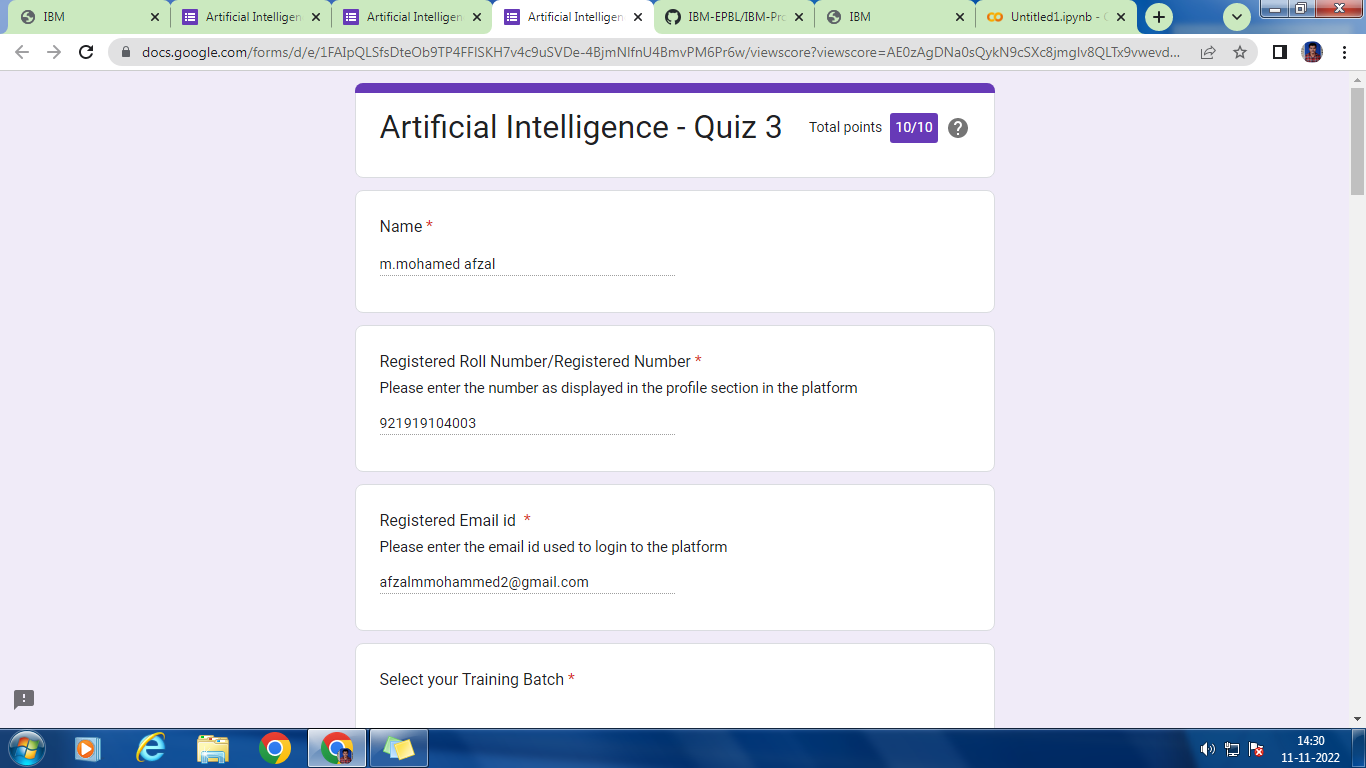 IBM
Artificial Intelligen
Artificial Intelligen
Artificial Intelligen
IBM-EPBL/IBM-Pro
IBM
Untitled1.ipynb -
docs.google.com/forms/d/e/1FAIpQLSfsDteOb9TP4FFlSKH7v4c9uSVDe-4BjmNIfnU4BmvPM6Pr6w/viewscore?viewscore=AE0zAgDNa0sQykN9cSXc8jmgIv8QLTx9vwevd...
Artificial Intelligence - Quiz 3
Total points 10/10
Name *
m.mohamed afzal
Registered Roll Number/Registered Number *
Please enter the number as displayed in the profile section in the platform
921919104003
Registered Email id *
Please enter the email id used to login to the platform
afzalmmohammed2@gmail.com
Select your Training Batch *
14:30
11-11-2022